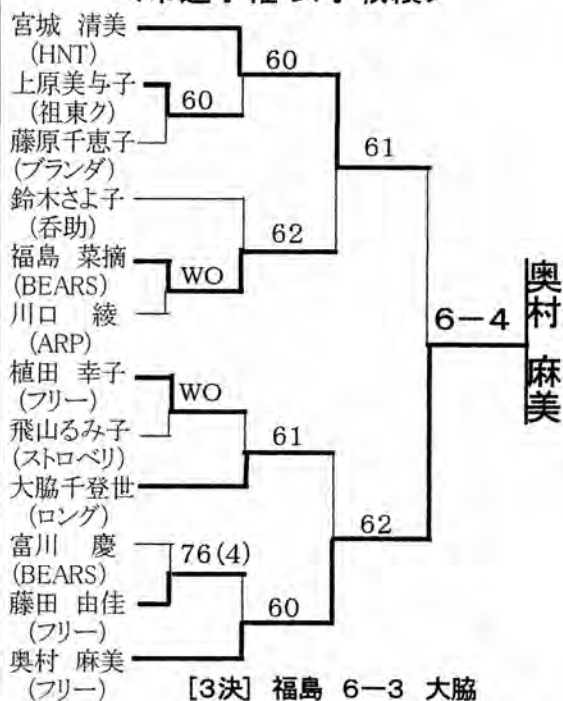 宮城 清美
(HNT)
60
上原美与子
(祖東ク)
60
藤原千恵子
(ブランダ)
61
鈴木さよ子
(呑助)
62
福島 菜摘
(BEARS)
WO
川口 綾
(ARP)
6-4
奥村 麻美
植田 幸子
(フリー)
WO
飛山るみ子
(ストロベリ)
61
大脇千登世
(ロング)
62
富川 慶
(BEARS)
76(4)
藤田 由佳
(フリー)
60
奥村 麻美
(フリー)
[3決] 福島 6-3 大脇